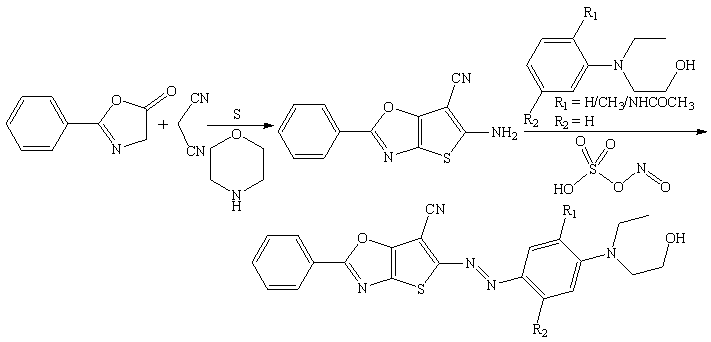 O
O
N
+
CN
CN
S
O
N
H
CN
O
N
S
NH2
R1
N
OH
R2
R1 = H/CH3/NHCOCH3
R2 = H
O
O
S
HO
O
N
O
CN
O
N
S
N
N
R1
R2
N
OH